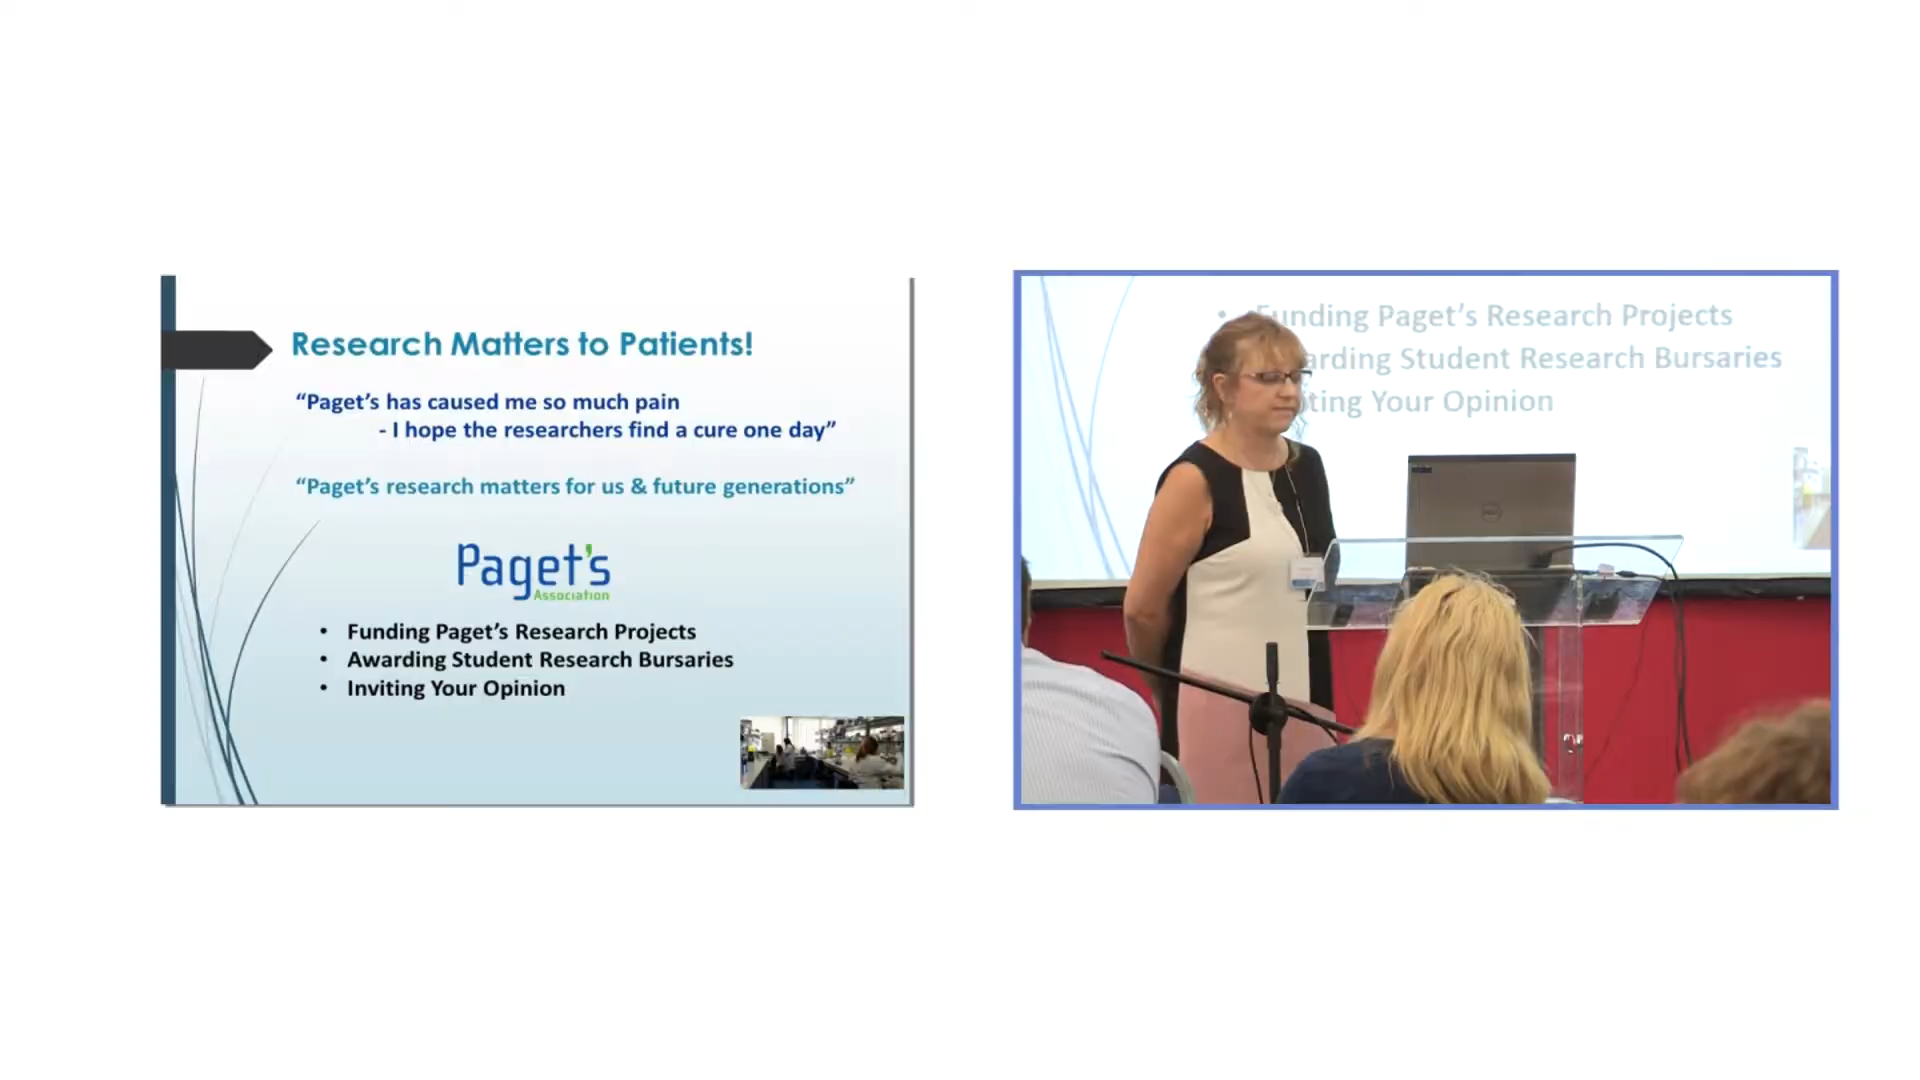 Research Matters to Patients!
“Paget’s has caused me so much pain
- I hope the researchers find a cure one day”
“Paget’s research matters for us & future generations”
Paget's
Association
• Funding Paget’s Research Projects
• Awarding Student Research Bursaries
• Inviting Your Opinion
• Funding Paget’s Research Projects
arding Student Research Bursaries
ting Your Opinion
DELL